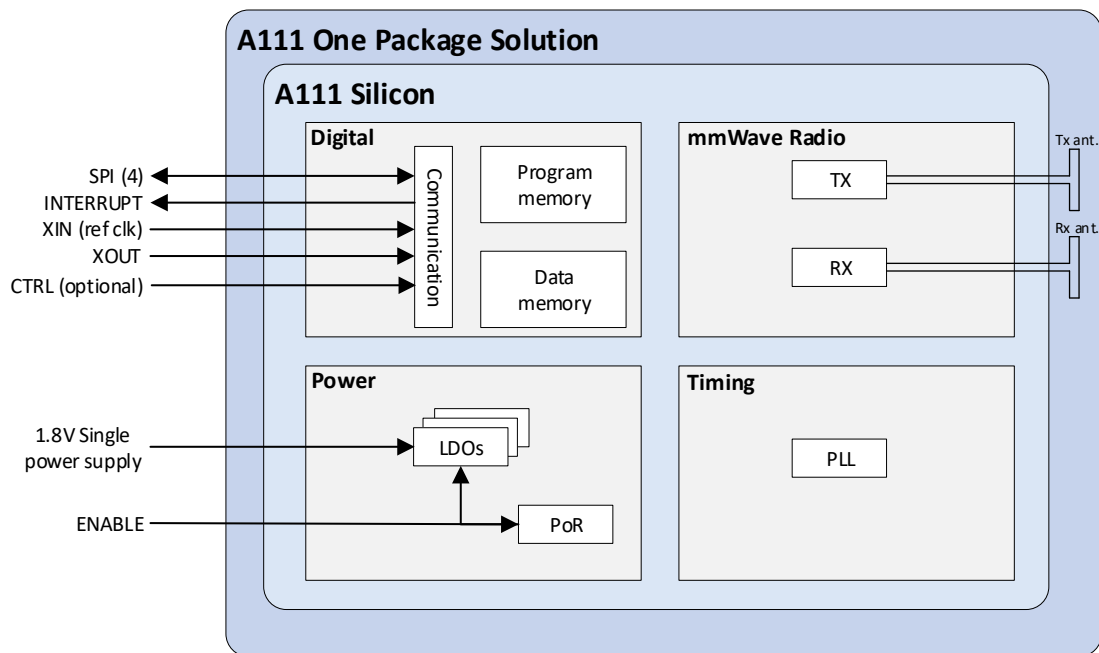 A111 One Package Solution
A111 Silicon
Digital
mmWave Radio
Tx ant.
SPI (4)
INTERRUPT
XIN (ref clk)
XOUT
CTRL (optional)
Communication
Program
memory
Data
memory
TX
RX
Rx ant.
Power
Timing
1.8V Single
power supply
LDOs
PLL
ENABLE
PoR